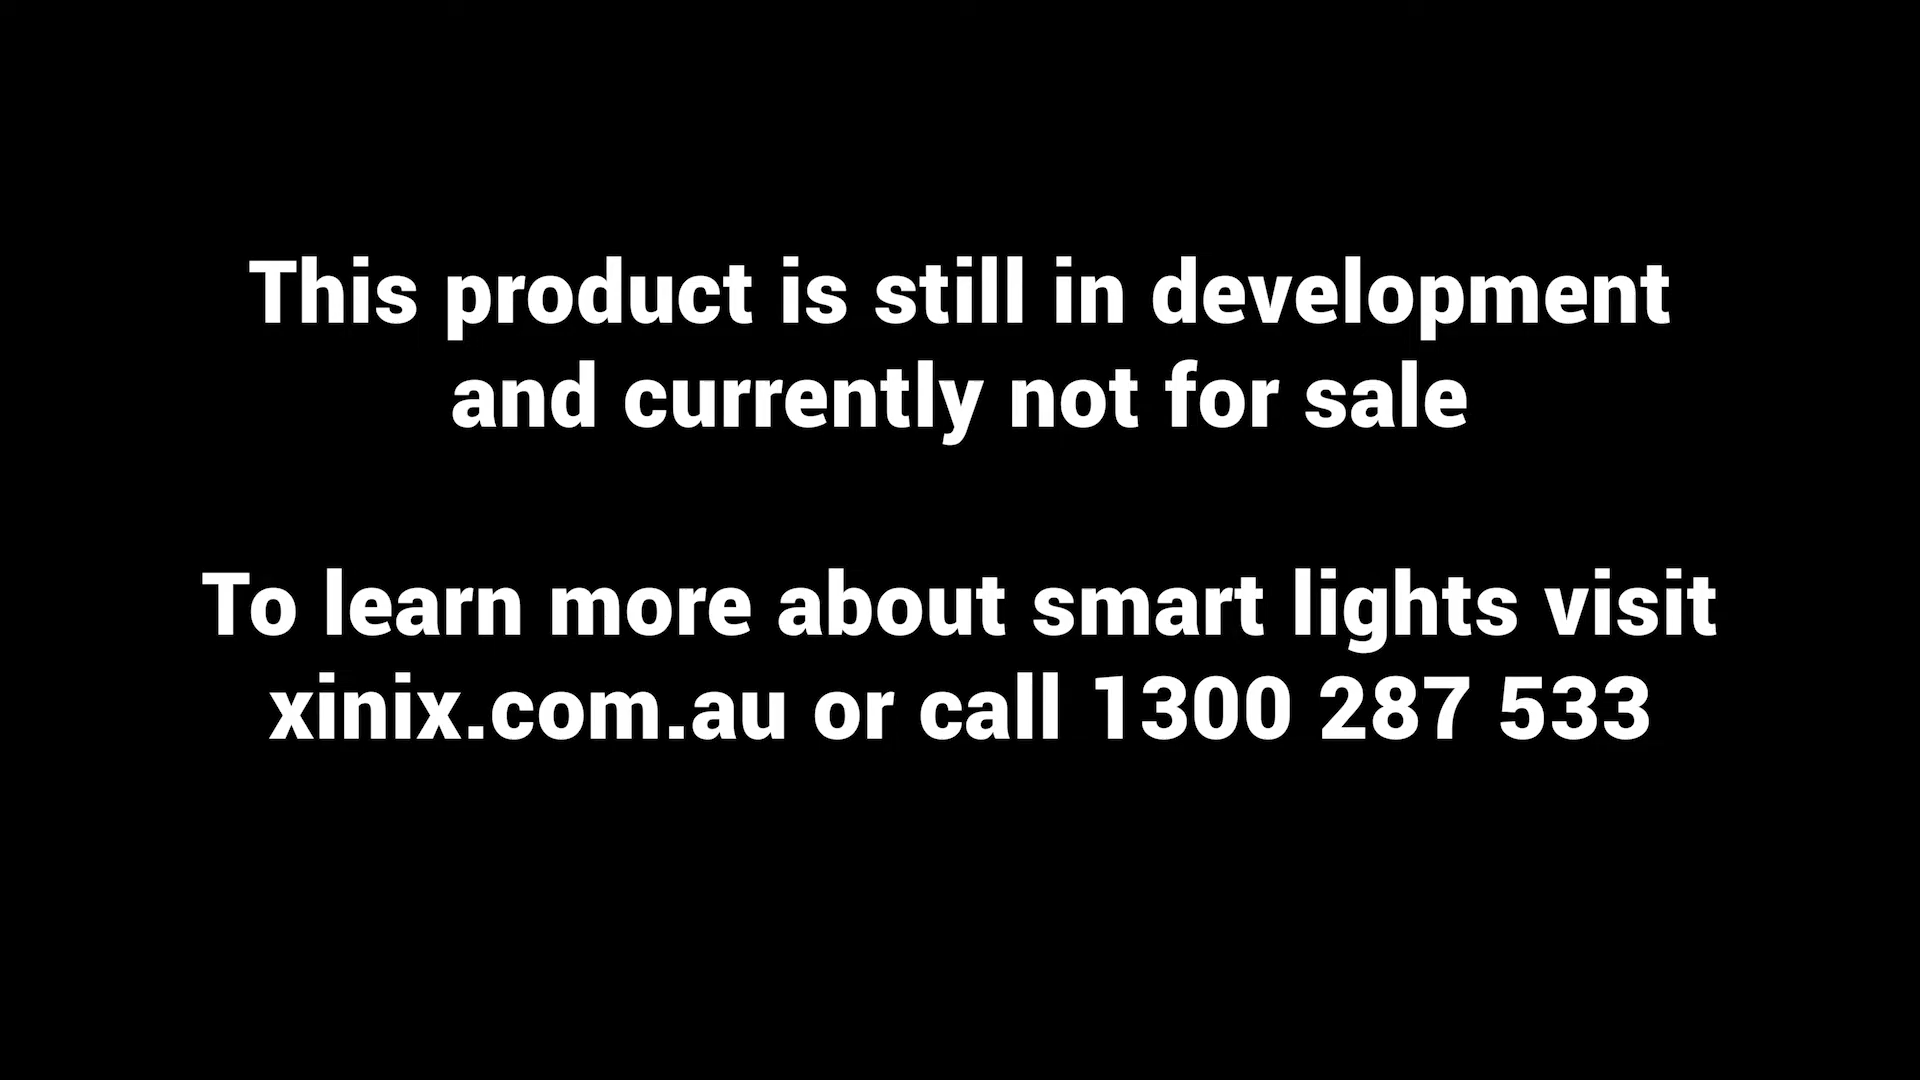 This product is still in development
and currently not for sale
To learn more about smart lights visit
xinix.com.au or call 1300 287 533